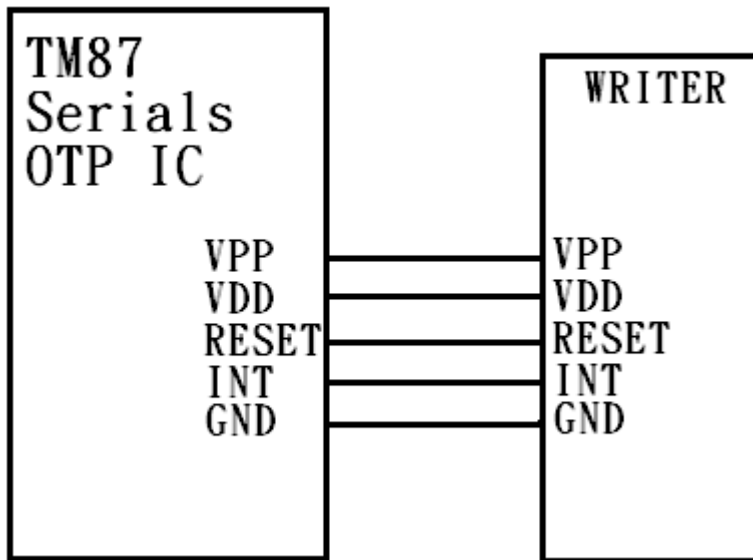 TM87
Serials
OTP IC
WRITER
VPP
VDD
RESET
INT
GND
VPP
VDD
RESET
INT
GND